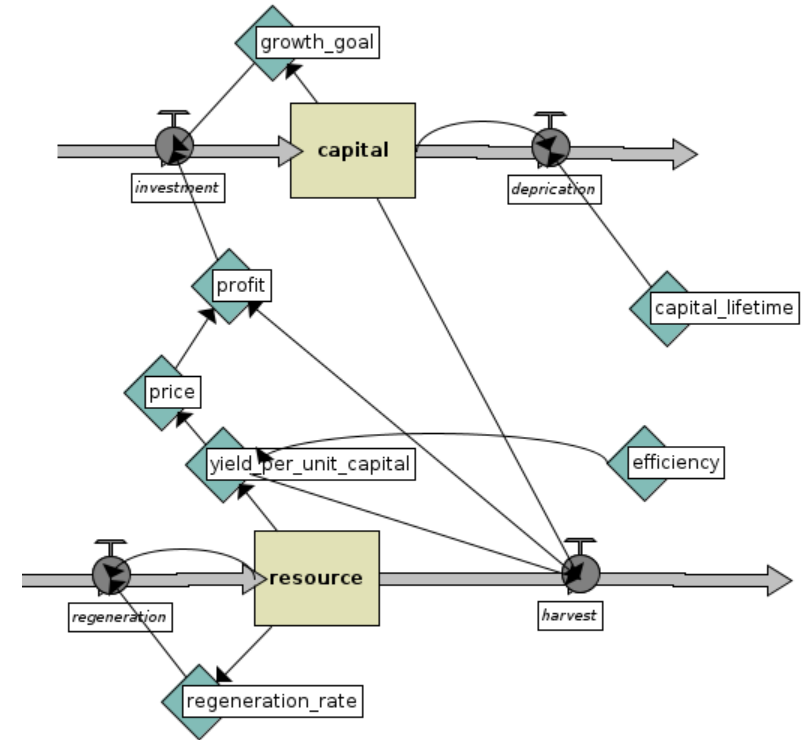 growth_goal
capital
investment
deprication
profit
capital_lifetime
price
yield_per_unit_capital
efficiency
resource
regeneration
harvest
regeneration_rate